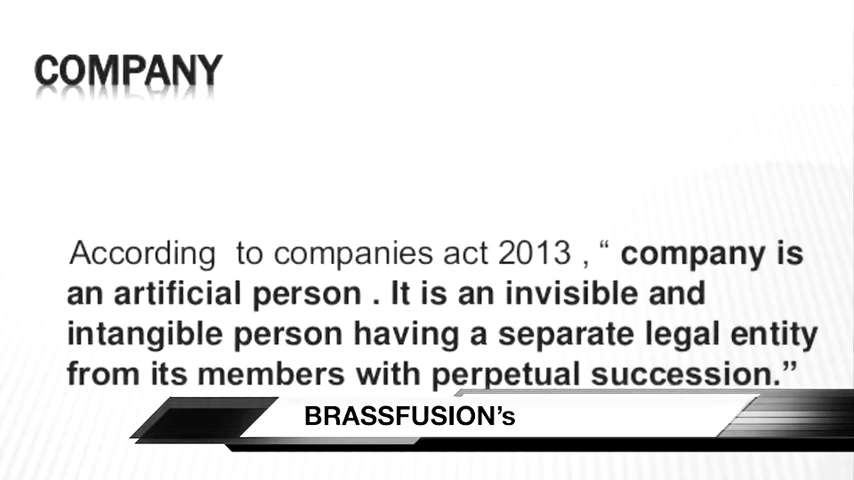 COMPANY
According to companies act 2013 , “ company is
an artificial person . It is an invisible and
intangible person having a separate legal entity
from its members with perpetual succession.”
BRASSFUSION’s